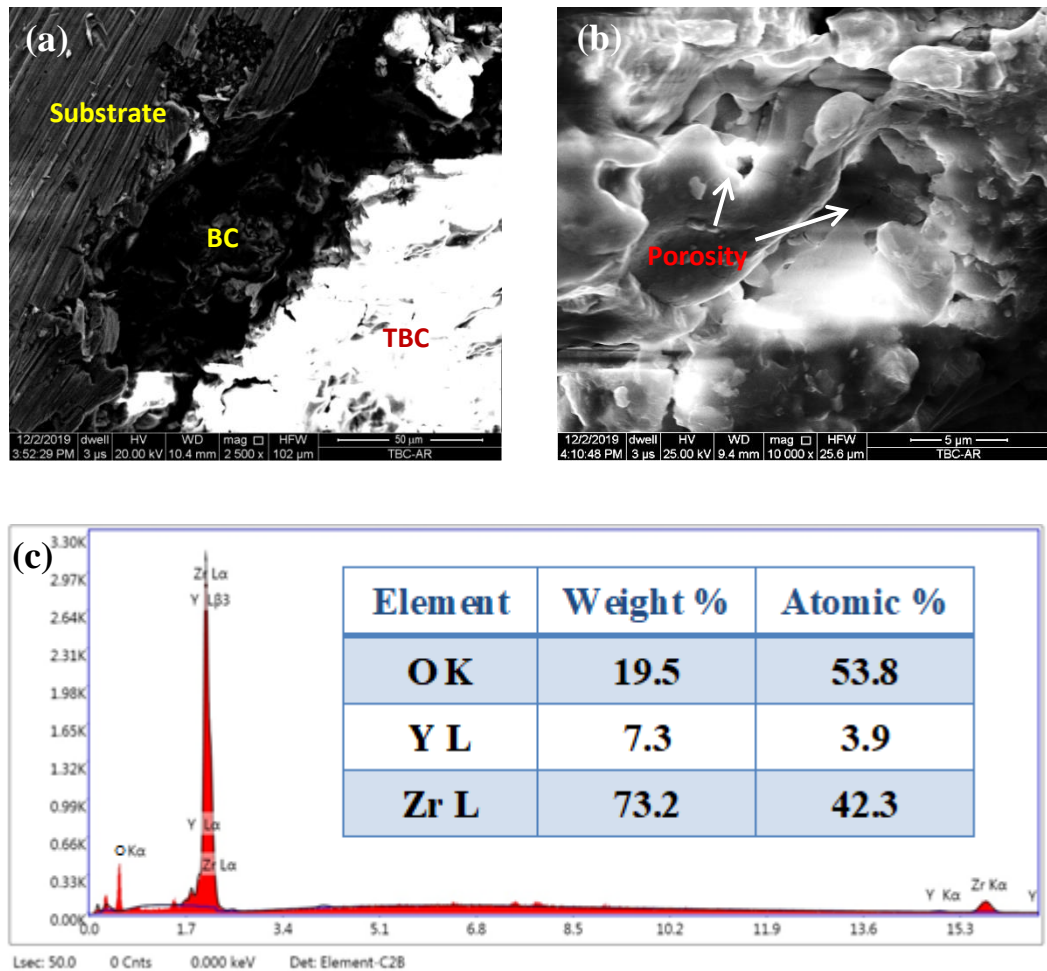 (a)
Substrate
BC
TBC
12/2/2019 dwell HV WD mag □ HFW 50 µm
3:52:29 PM 3 µs 20.00 kV 10.4 mm 2 500 x 102 µm TBC-AR
(b)
Porosity
12/2/2019 dwell HV WD mag □ HFW 5 µm
4:10:48 PM 3 µs 25.00 kV 9.4 mm 10 000 x 25.6 µm TBC-AR
(c)
3.30K
2.97K
2.64K
2.31K
1.98K
1.65K
1.32K
0.99K
0.66K
0.33K
0.00K
Zr Lα
Y Lβ3
Y Lα
Zr Lα
O Kα
Y Kα
Zr Kα
Y
Element Weight % Atomic %
O K 19.5 53.8
Y L 7.3 3.9
Zr L 73.2 42.3
0.0 1.7 3.4 5.1 6.8 8.5 10.2 11.9 13.6 15.3
Lsec: 50.0 0 Cnts 0.000 keV Det: Element-C2B